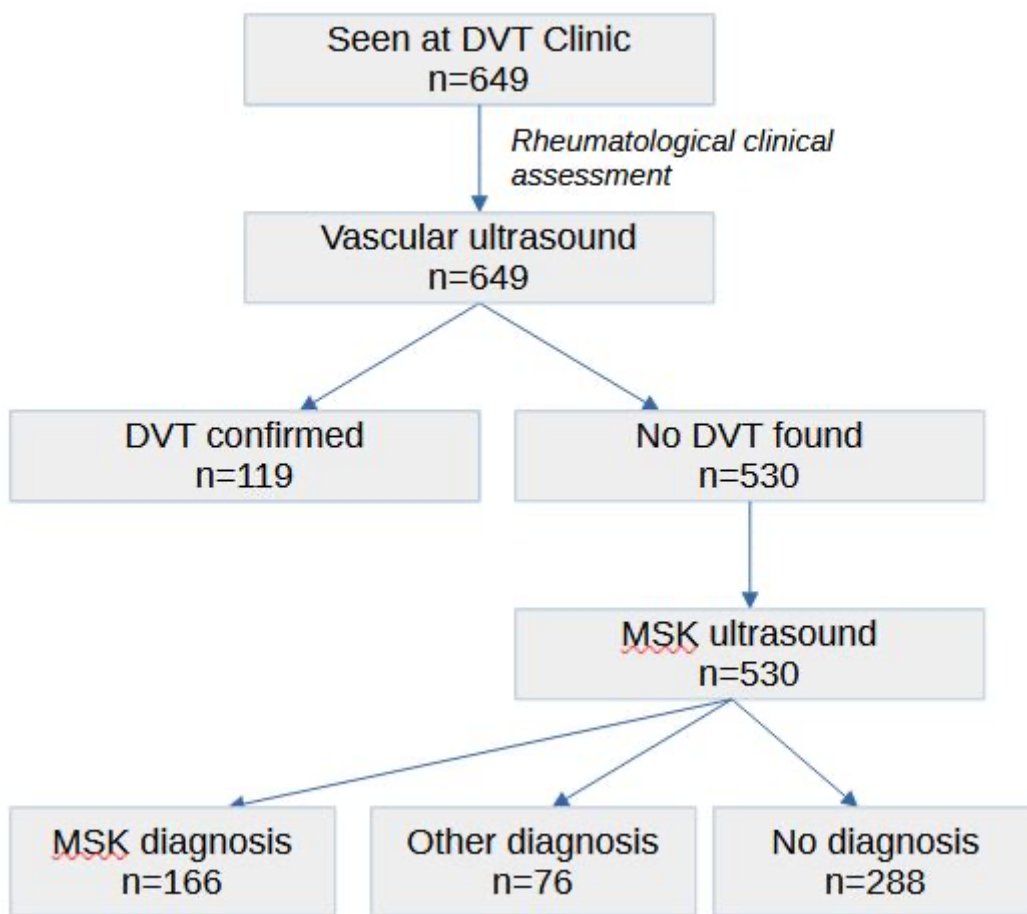 Seen at DVT Clinic
n=649
Rheumatological clinical
assessment
Vascular ultrasound
n=649
DVT confirmed
n=119
No DVT found
n=530
MSK ultrasound
n=530
MSK diagnosis
n=166
Other diagnosis
n=76
No diagnosis
n=288